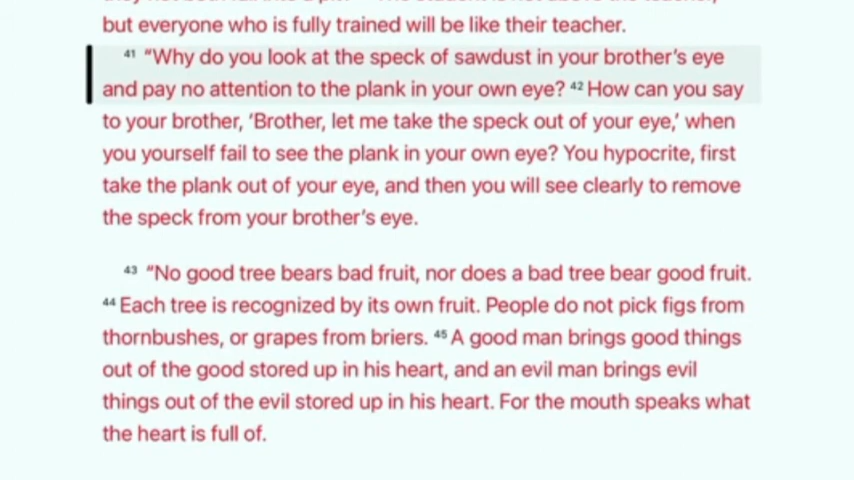 but everyone who is fully trained will be like their teacher.
41 “Why do you look at the speck of sawdust in your brother’s eye
and pay no attention to the plank in your own eye? 42 How can you say
to your brother, ‘Brother, let me take the speck out of your eye,’ when
you yourself fail to see the plank in your own eye? You hypocrite, first
take the plank out of your eye, and then you will see clearly to remove
the speck from your brother’s eye.
43 “No good tree bears bad fruit, nor does a bad tree bear good fruit.
44 Each tree is recognized by its own fruit. People do not pick figs from
thornbushes, or grapes from briers. 45 A good man brings good things
out of the good stored up in his heart, and an evil man brings evil
things out of the evil stored up in his heart. For the mouth speaks what
the heart is full of.